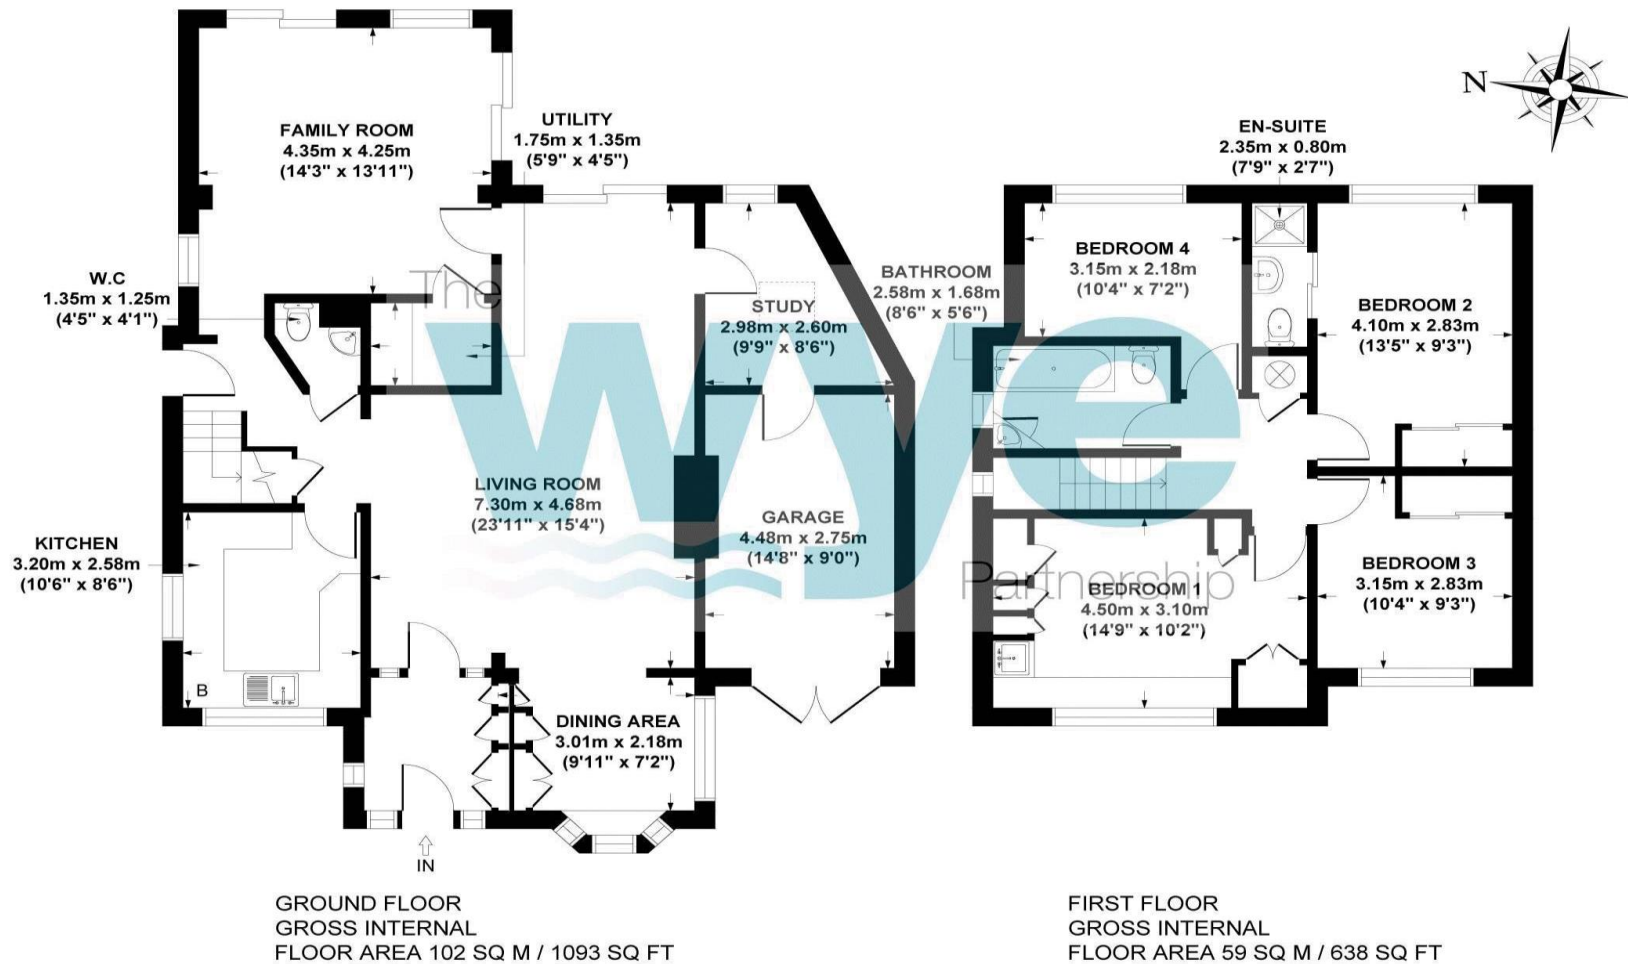 FAMILY ROOM
4.35m x 4.25m
(14'3" x 13'11")
UTILITY
1.75m x 1.35m
(5'9" x 4'5")
W.C
1.35m x 1.25m
(4'5" x 4'1")
STUDY
2.98m x 2.60m
(9'9" x 8'6")
LIVING ROOM
7.30m x 4.68m
(23'11" x 15'4")
GARAGE
4.48m x 2.75m
(14'8" x 9'0")
KITCHEN
3.20m x 2.58m
(10'6" x 8'6")
B
DINING AREA
3.01m x 2.18m
(9'11" x 7'2")
IN
GROUND FLOOR
GROSS INTERNAL
FLOOR AREA 102 SQ M / 1093 SQ FT
N
EN-SUITE
2.35m x 0.80m
(7'9" x 2'7")
BEDROOM 4
3.15m x 2.18m
(10'4" x 7'2")
BATHROOM
2.58m x 1.68m
(8'6" x 5'6")
BEDROOM 2
4.10m x 2.83m
(13'5" x 9'3")
BEDROOM 3
3.15m x 2.83m
(10'4" x 9'3")
BEDROOM 1
4.50m x 3.10m
(14'9" x 10'2")
FIRST FLOOR
GROSS INTERNAL
FLOOR AREA 59 SQ M / 638 SQ FT
The
wye
Partnership